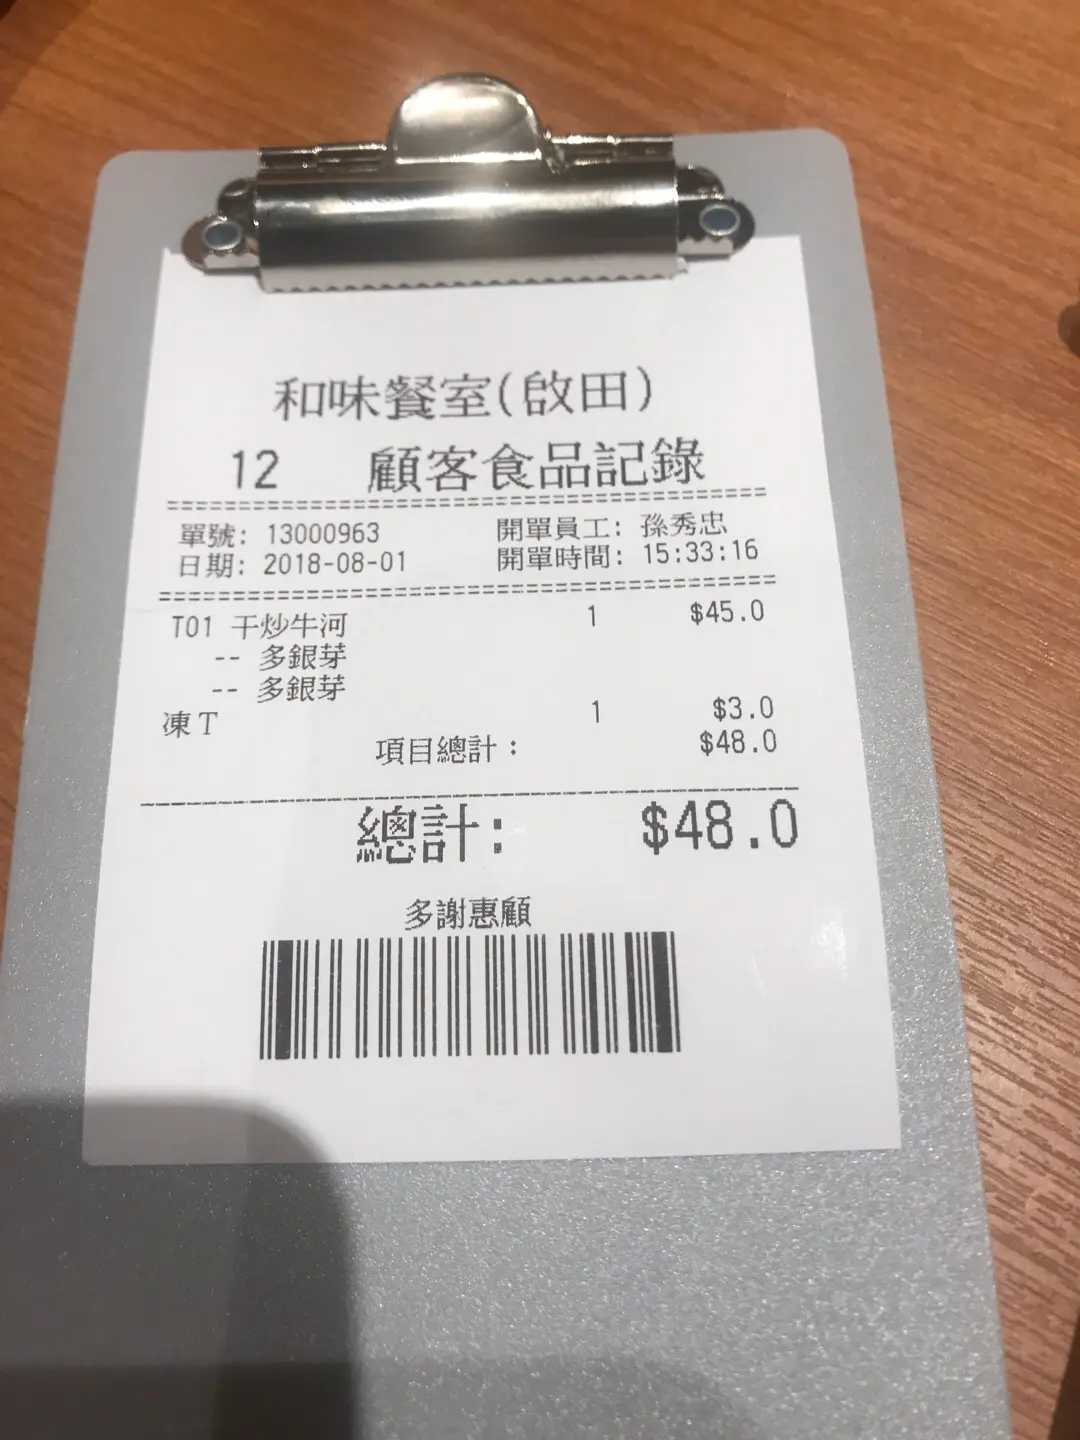 和味餐室(啟田)
12 顧客食品記錄
單號: 13000963 開單員工: 孫秀忠
日期: 2018-08-01 開單時間: 15:33:16
T01 干炒牛河 1 $45.0
-- 多銀芽
-- 多銀芽
凍T 1 $3.0
項目總計: $48.0
總計: $48.0
多謝惠顧